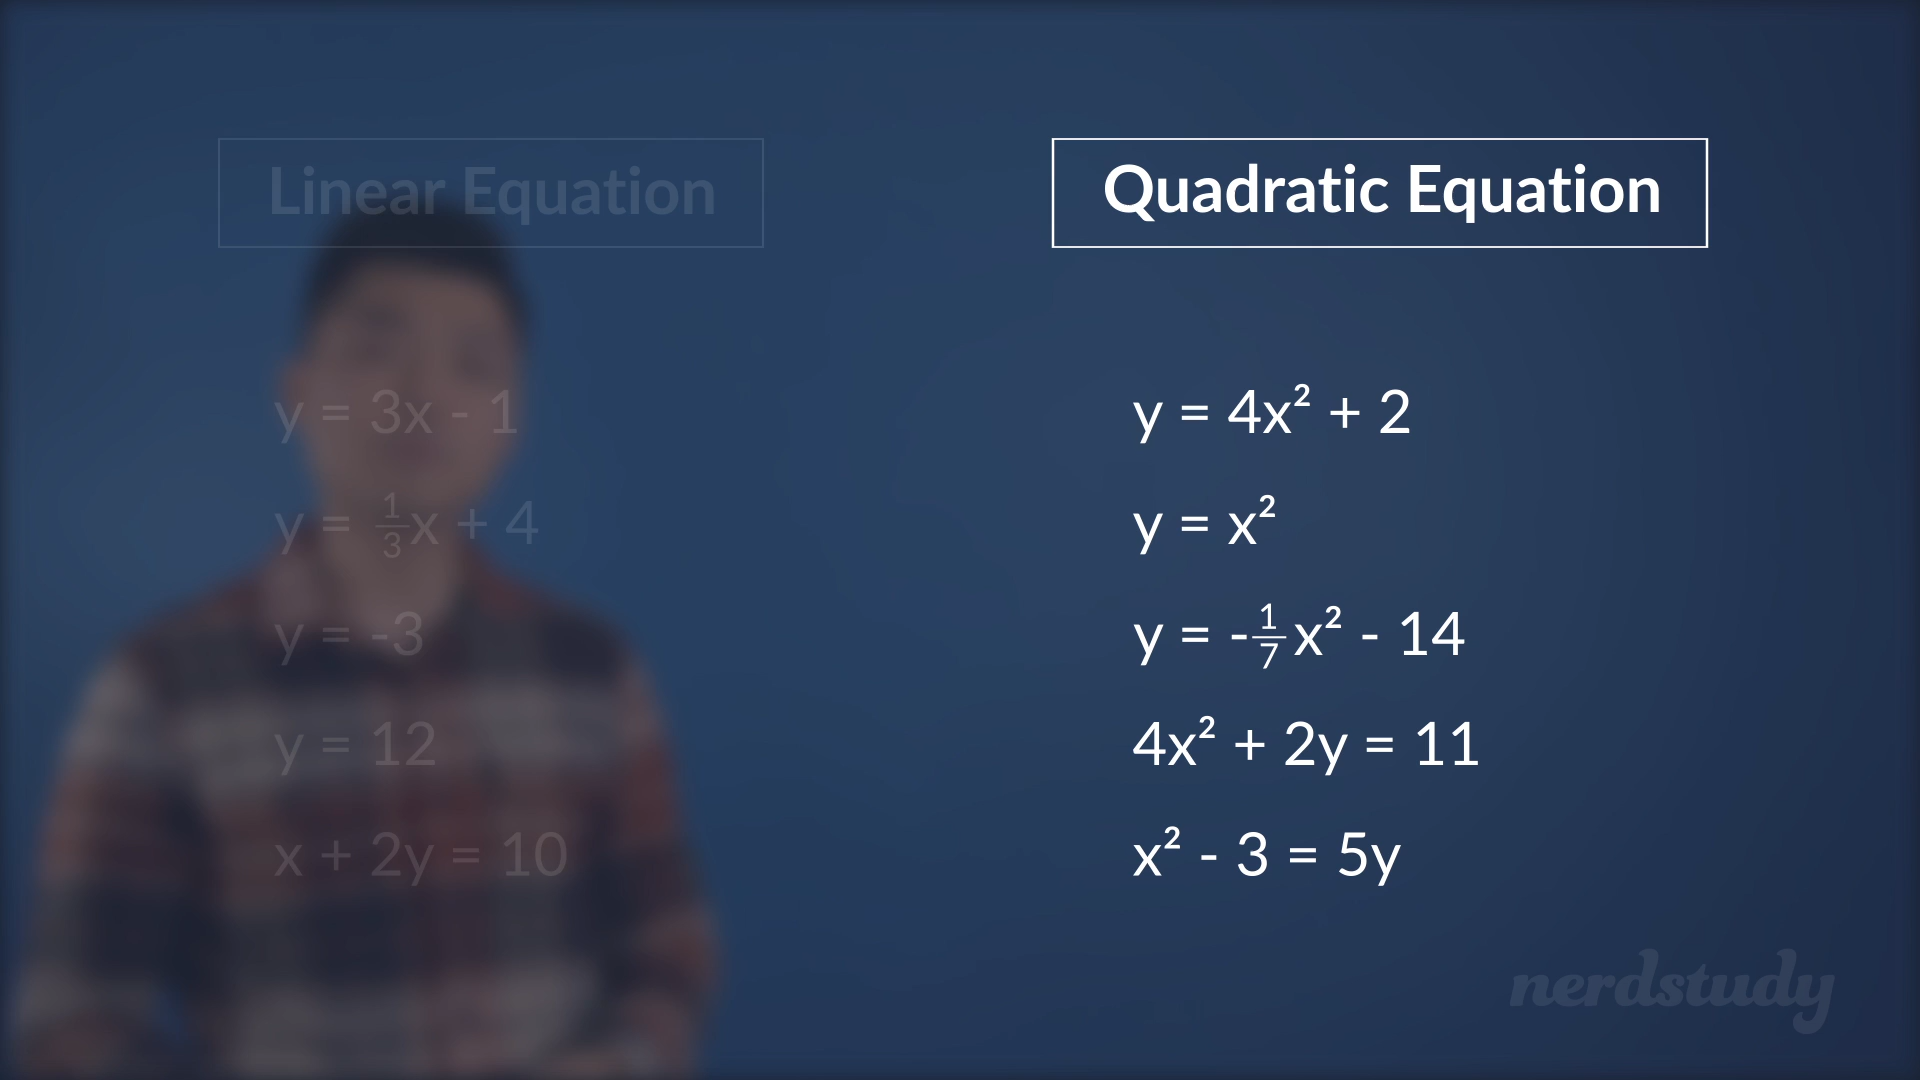 Linear Equation
y = 3x - 1
y = 1/3x + 4
y = -3
y = 12
x + 2y = 10
Quadratic Equation
y = 4x² + 2
y = x²
y = -1/7x² - 14
4x² + 2y = 11
x² - 3 = 5y
nerdstudy